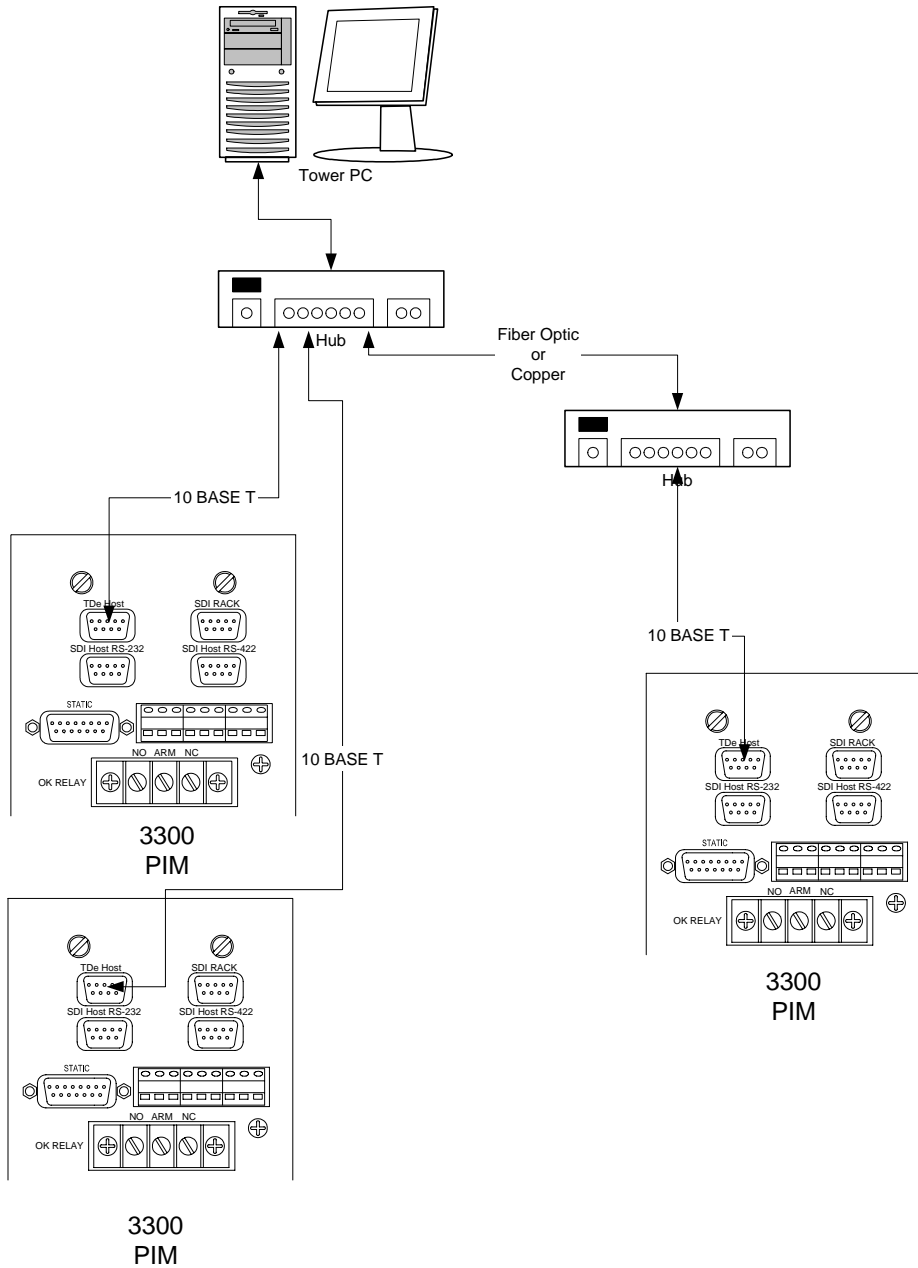 Tower PC
Hub
Fiber Optic
or
Copper
Hub
10 BASE T
TDe Host
SDI RACK
SDI Host RS-232
SDI Host RS-422
STATIC
NO ARM NC
OK RELAY
3300
PIM
10 BASE T
10 BASE T
TDe Host
SDI RACK
SDI Host RS-232
SDI Host RS-422
STATIC
NO ARM NC
OK RELAY
3300
PIM
TDe Host
SDI RACK
SDI Host RS-232
SDI Host RS-422
STATIC
NO ARM NC
OK RELAY
3300
PIM